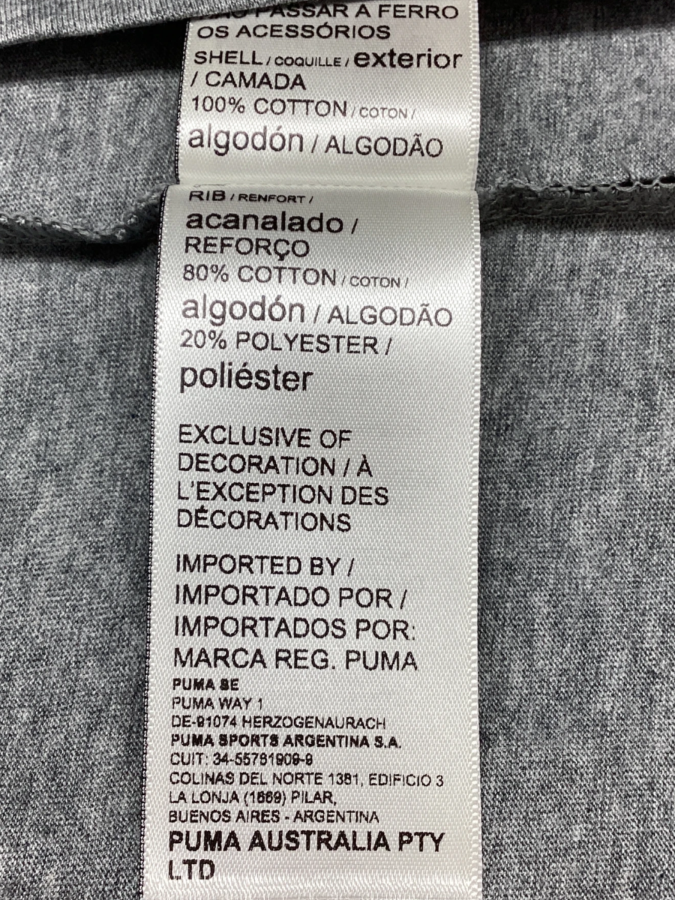 PASSAR A FERRO
OS ACESSÓRIOS
SHELL / COQUILLE / exterior
/ CAMADA
100% COTTON / COTON /
algodón / ALGODÃO
RIB / RENFORT /
acanalado /
REFORÇO
80% COTTON / COTON /
algodón / ALGODÃO
20% POLYESTER /
poliéster
EXCLUSIVE OF
DECORATION / À
L'EXCEPTION DES
DÉCORATIONS
IMPORTED BY /
IMPORTADO POR /
IMPORTADOS POR:
MARCA REG. PUMA
PUMA SE
PUMA WAY 1
DE-91074 HERZOGENAURACH
PUMA SPORTS ARGENTINA S.A.
CUIT: 34-55781909-9
COLINAS DEL NORTE 1381, EDIFICIO 3
LA LONJA (1669) PILAR,
BUENOS AIRES - ARGENTINA
PUMA AUSTRALIA PTY
LTD